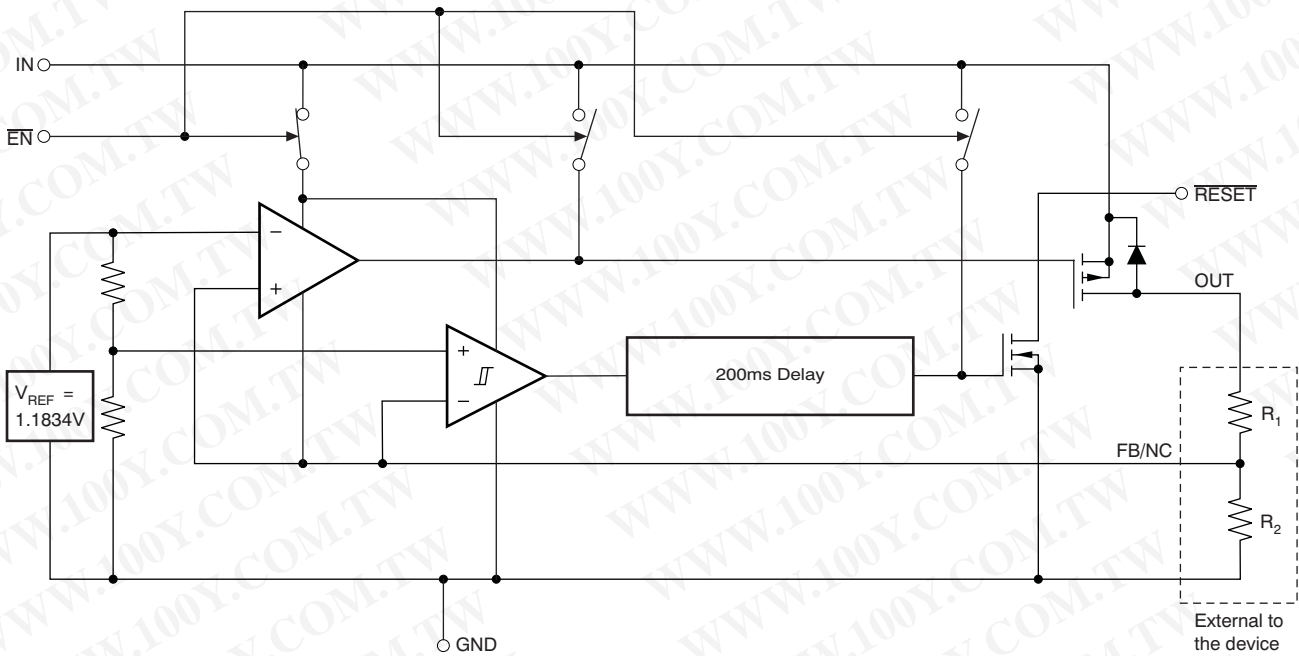 IN
EN
RESET
OUT
−
+
+
−
200ms Delay
VREF =
1.1834V
R1
FB/NC
R2
GND
External to
the device
WWW.100Y.COM.TW